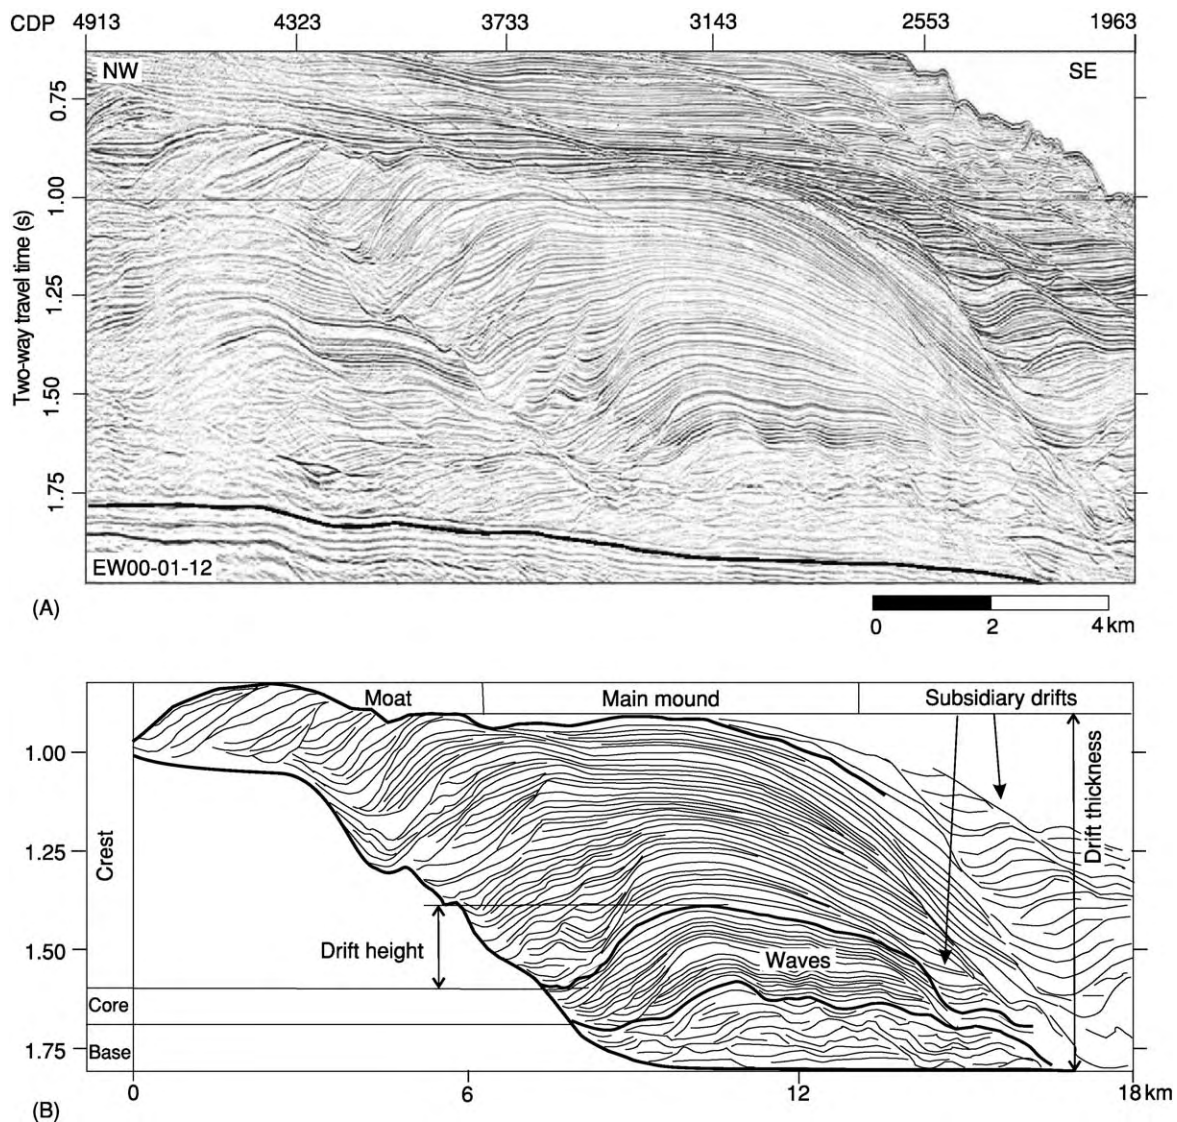 CDP 4913 4323 3733 3143 2553 1963
NW SE
0.75
1.00
1.25
1.50
1.75
Two-way travel time (s)
EW00-01-12
(A)
0 2 4 km
Moat Main mound Subsidiary drifts
1.00
1.25
1.50
1.75
Crest
Drift thickness
Drift height
Waves
Core
Base
0 6 12 18 km
(B)